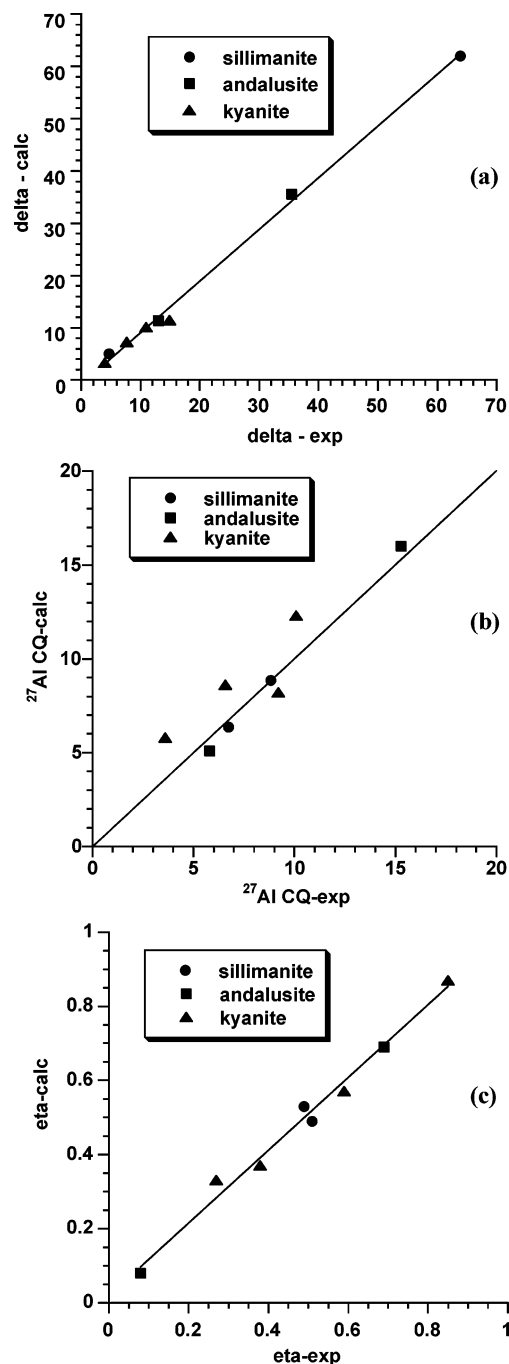 70
60
50
40
30
20
10
0
sillimanite
andalusite
kyanite
delta - calc
(a)
0 10 20 30 40 50 60 70
delta - exp
20
15
10
5
0
sillimanite
andalusite
kyanite
27Al CQ-calc
(b)
0 5 10 15 20
27Al CQ-exp
1
0.8
0.6
0.4
0.2
0
sillimanite
andalusite
kyanite
eta-calc
(c)
0 0.2 0.4 0.6 0.8 1
eta-exp